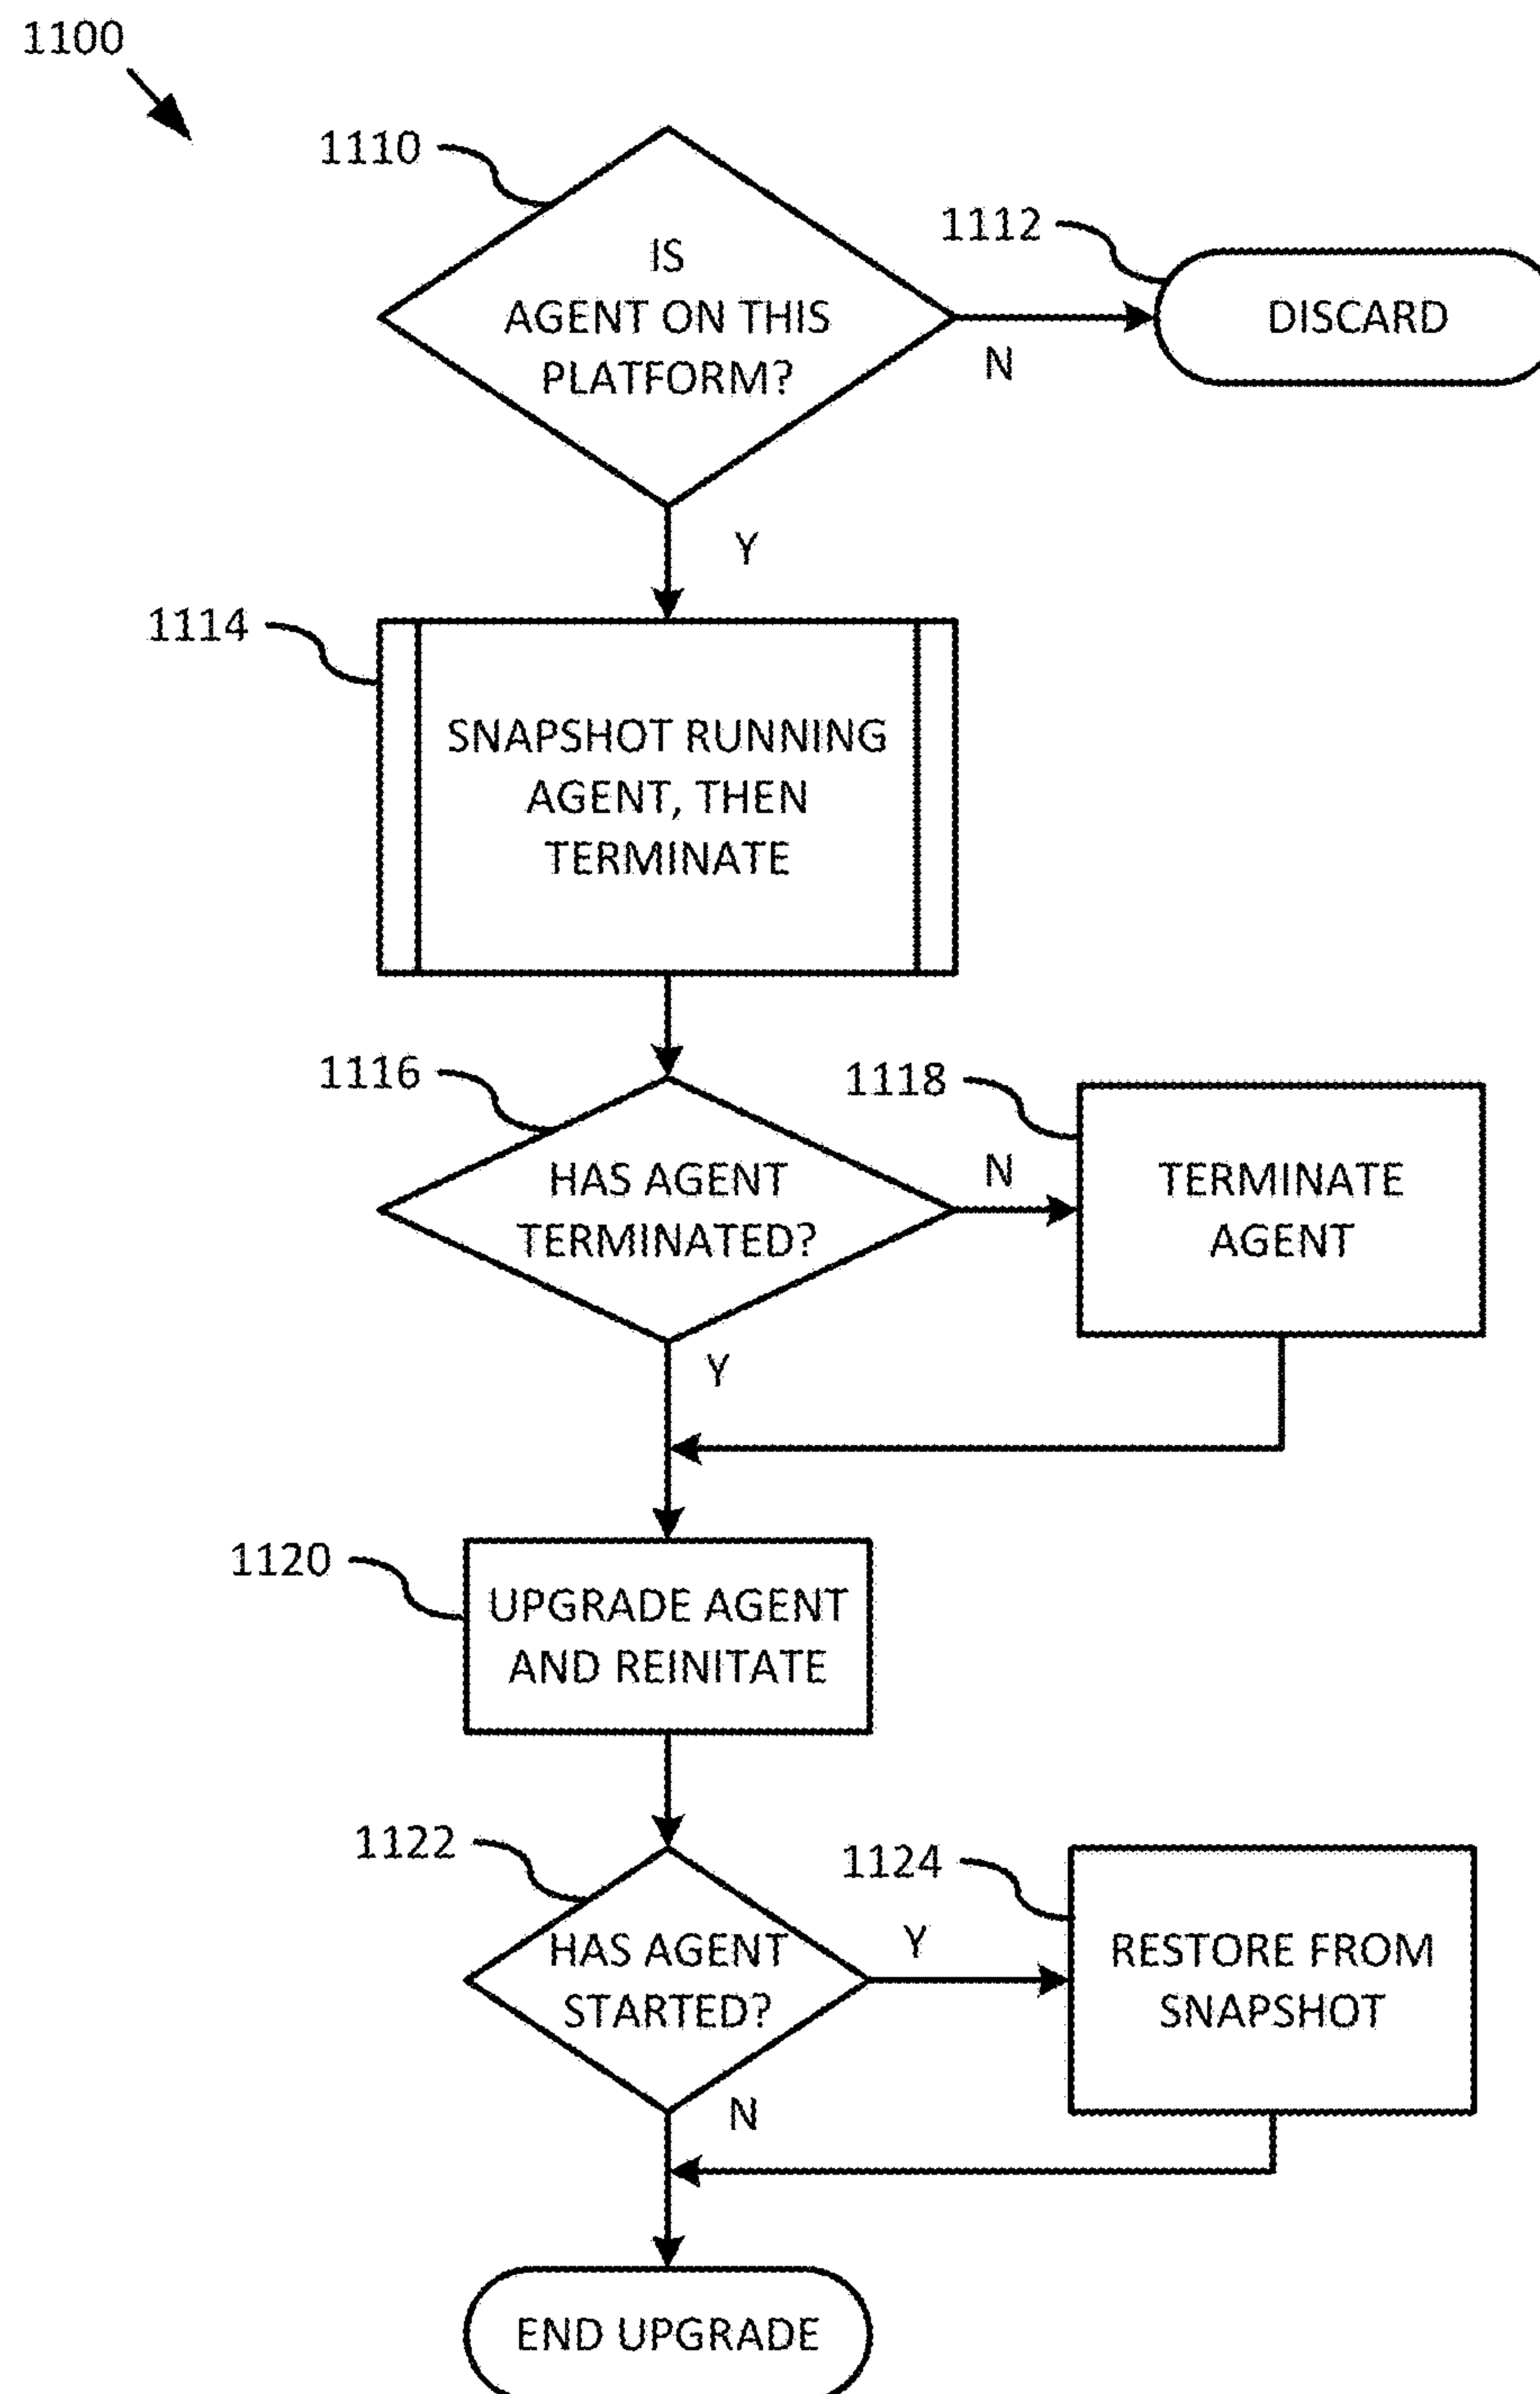 1100
1110
IS
AGENT ON THIS
PLATFORM?
1112
DISCARD
N
Y
1114
SNAPSHOT RUNNING
AGENT, THEN
TERMINATE
1116
HAS AGENT
TERMINATED?
N
1118
TERMINATE
AGENT
Y
1120
UPGRADE AGENT
AND REINITATE
1122
HAS AGENT
STARTED?
Y
1124
RESTORE FROM
SNAPSHOT
N
END UPGRADE